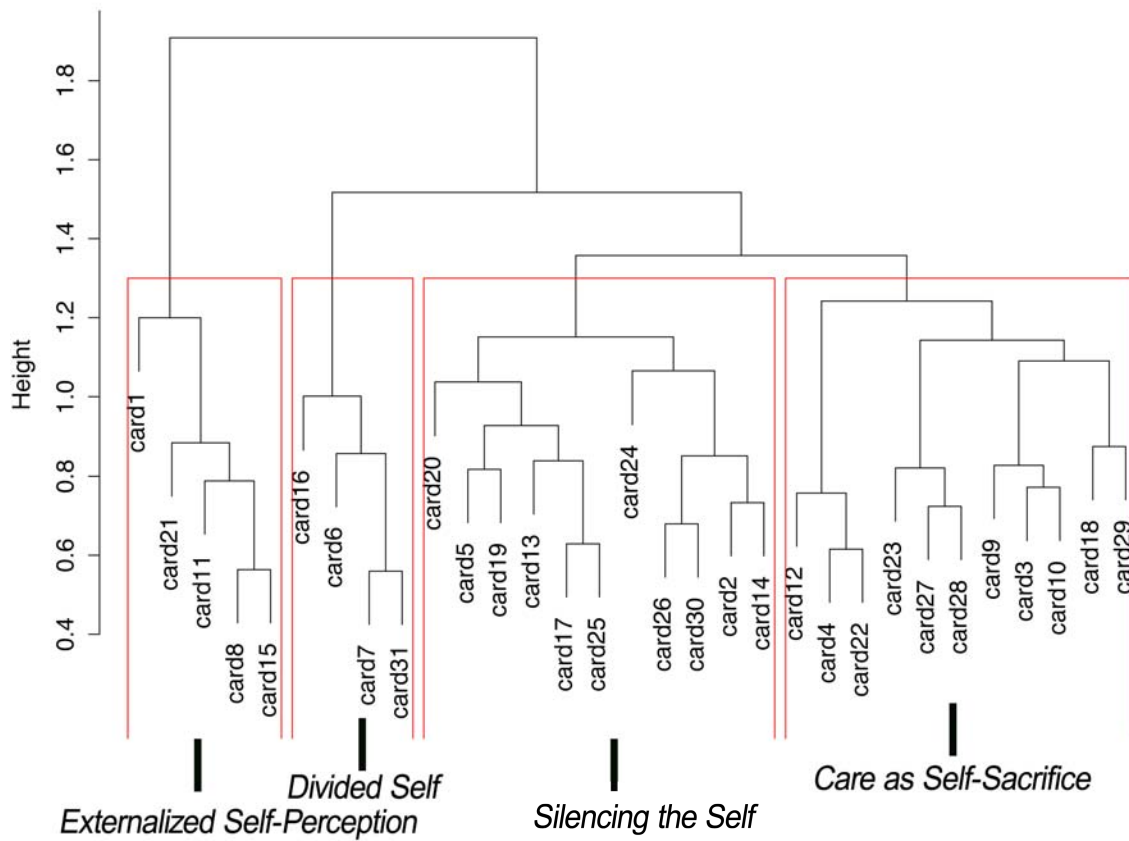 Height
1.8
1.6
1.4
1.2
1.0
0.8
0.6
0.4
card1
card21
card11
card8
card15
card16
card6
card7
card31
card20
card5
card19
card13
card17
card25
card24
card26
card30
card2
card14
card12
card4
card22
card23
card27
card28
card9
card3
card10
card18
card29
Externalized Self-Perception
Divided Self
Silencing the Self
Care as Self-Sacrifice